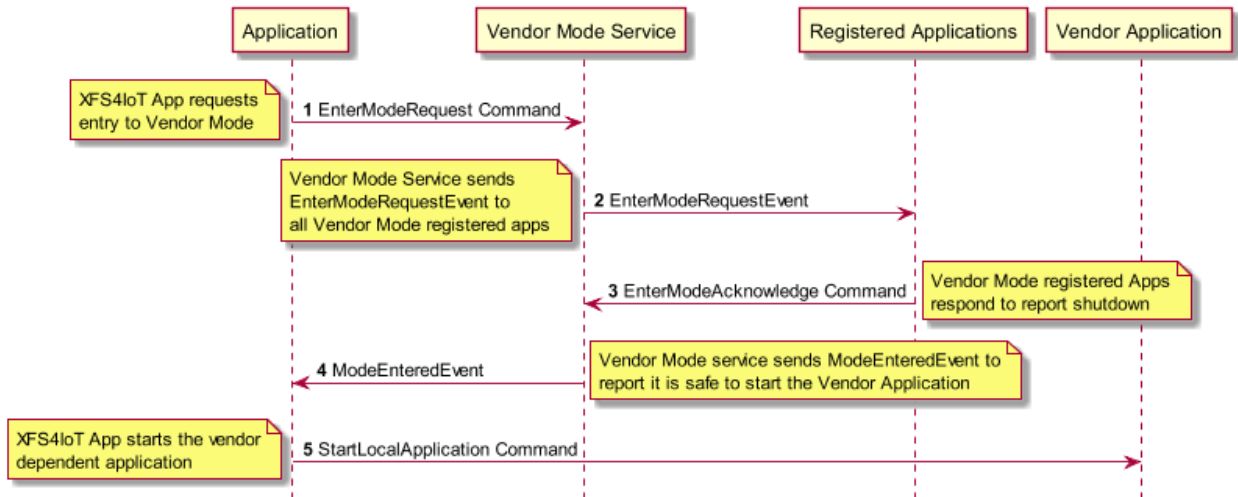 Application
Vendor Mode Service
Registered Applications
Vendor Application
XFS4IoT App requests
entry to Vendor Mode
1 EnterModeRequest Command
Vendor Mode Service sends
EnterModeRequestEvent to
all Vendor Mode registered apps
2 EnterModeRequestEvent
3 EnterModeAcknowledge Command
Vendor Mode registered Apps
respond to report shutdown
4 ModeEnteredEvent
Vendor Mode service sends ModeEnteredEvent to
report it is safe to start the Vendor Application
XFS4IoT App starts the vendor
dependent application
5 StartLocalApplication Command